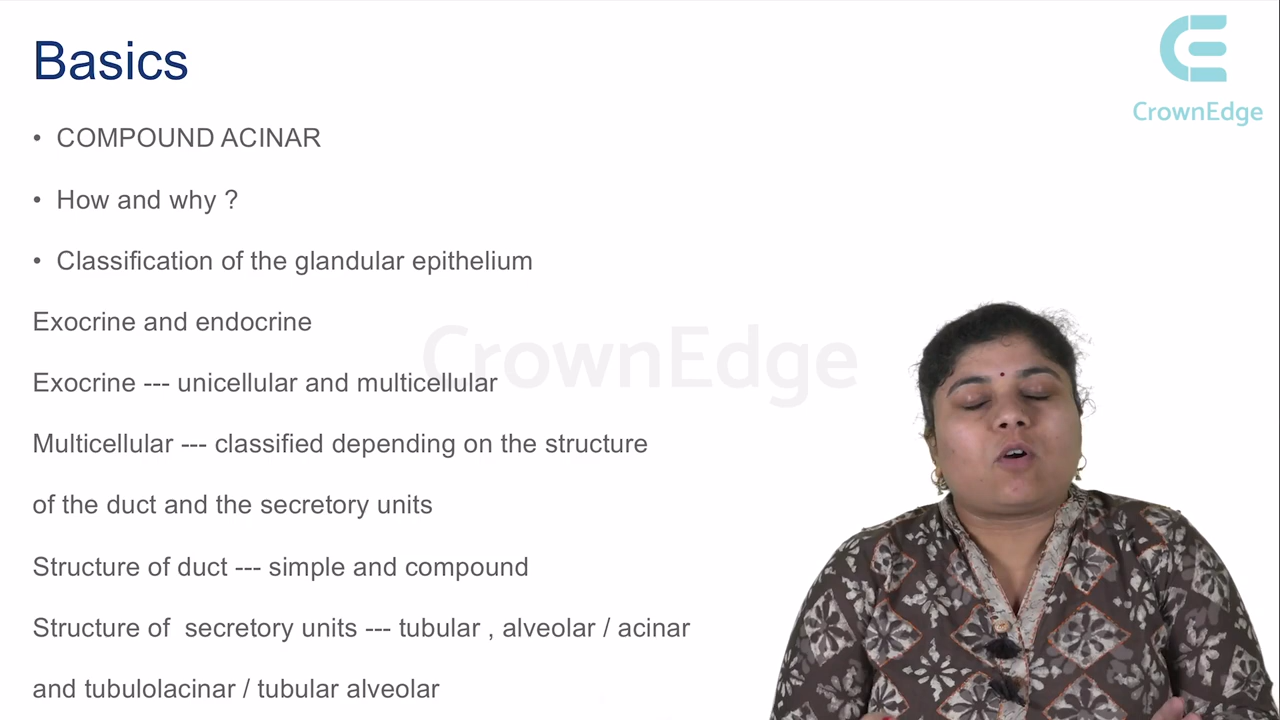 Basics
CrownEdge
• COMPOUND ACINAR
• How and why ?
• Classification of the glandular epithelium
Exocrine and endocrine
CrownEdge
Exocrine --- unicellular and multicellular
Multicellular --- classified depending on the structure
of the duct and the secretory units
Structure of duct --- simple and compound
Structure of  secretory units --- tubular , alveolar / acinar
and tubulolacinar / tubular alveolar